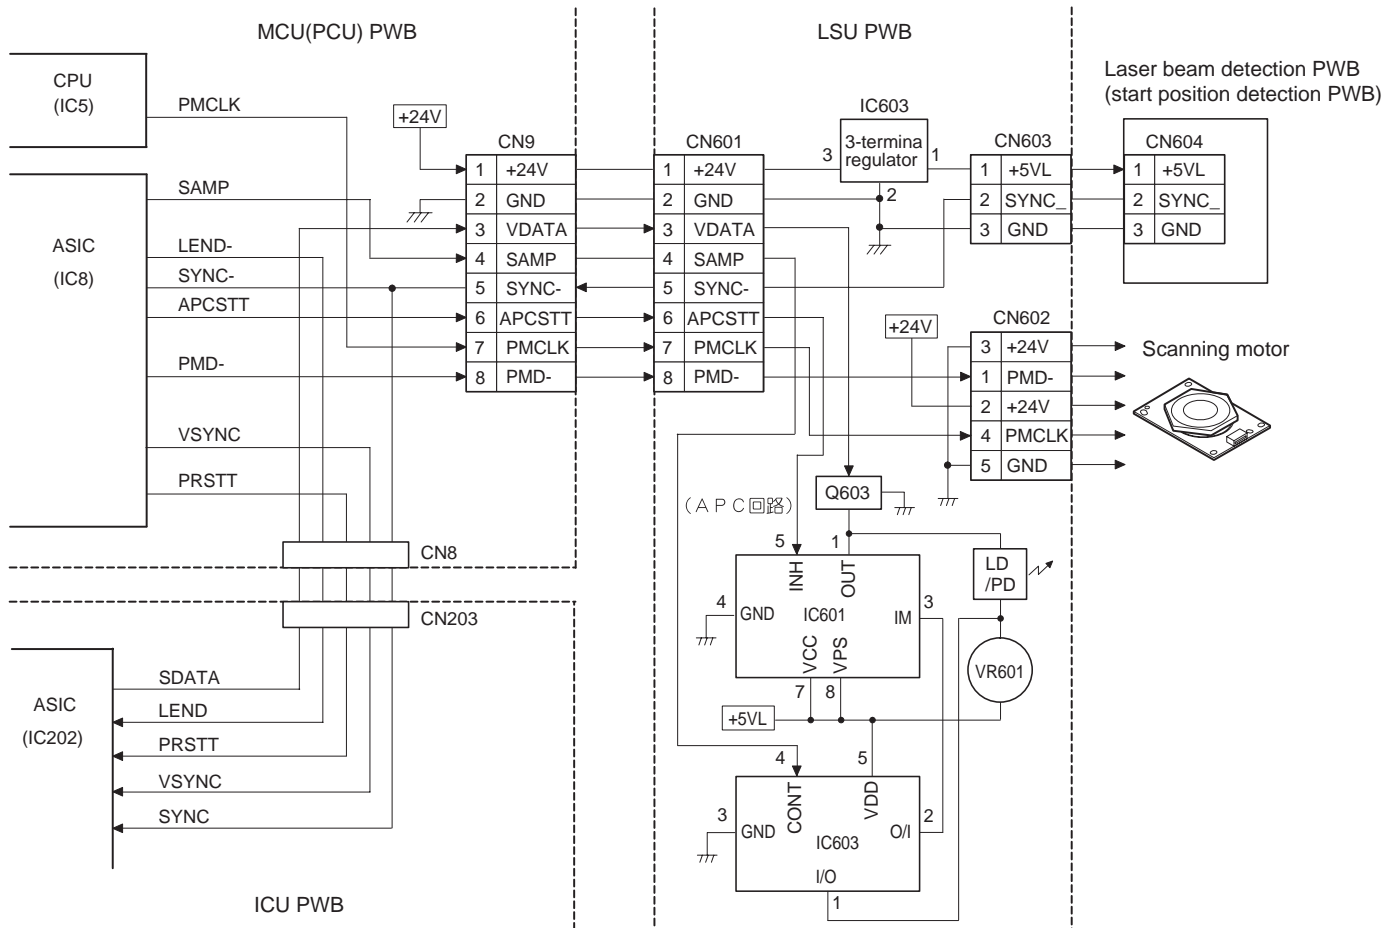 MCU(PCU) PWB
LSU PWB
Laser beam detection PWB
(start position detection PWB)
CPU
(IC5)
PMCLK
+24V
CN9
1 +24V
2 GND
3 VDATA
4 SAMP
5 SYNC-
6 APCSTT
7 PMCLK
8 PMD-
CN601
1 +24V
2 GND
3 VDATA
4 SAMP
5 SYNC-
6 APCSTT
7 PMCLK
8 PMD-
IC603
3
3-termina
regulator
1
2
CN603
1 +5VL
2 SYNC_
3 GND
CN604
1 +5VL
2 SYNC_
3 GND
ASIC
(IC8)
SAMP
LEND-
SYNC-
APCSTT
PMD-
VSYNC
PRSTT
+24V
CN602
3 +24V
1 PMD-
2 +24V
4 PMCLK
5 GND
Scanning motor
CN8
CN203
ASIC
(IC202)
SDATA
LEND
PRSTT
VSYNC
SYNC
ICU PWB
(ＡＰＣ回路)
Q603
5
1
INH
OUT
4
GND
IC601
IM
3
VCC
VPS
7
8
LD
/PD
VR601
+5VL
4
5
CONT
VDD
3
GND
IC603
O/I
2
I/O
1